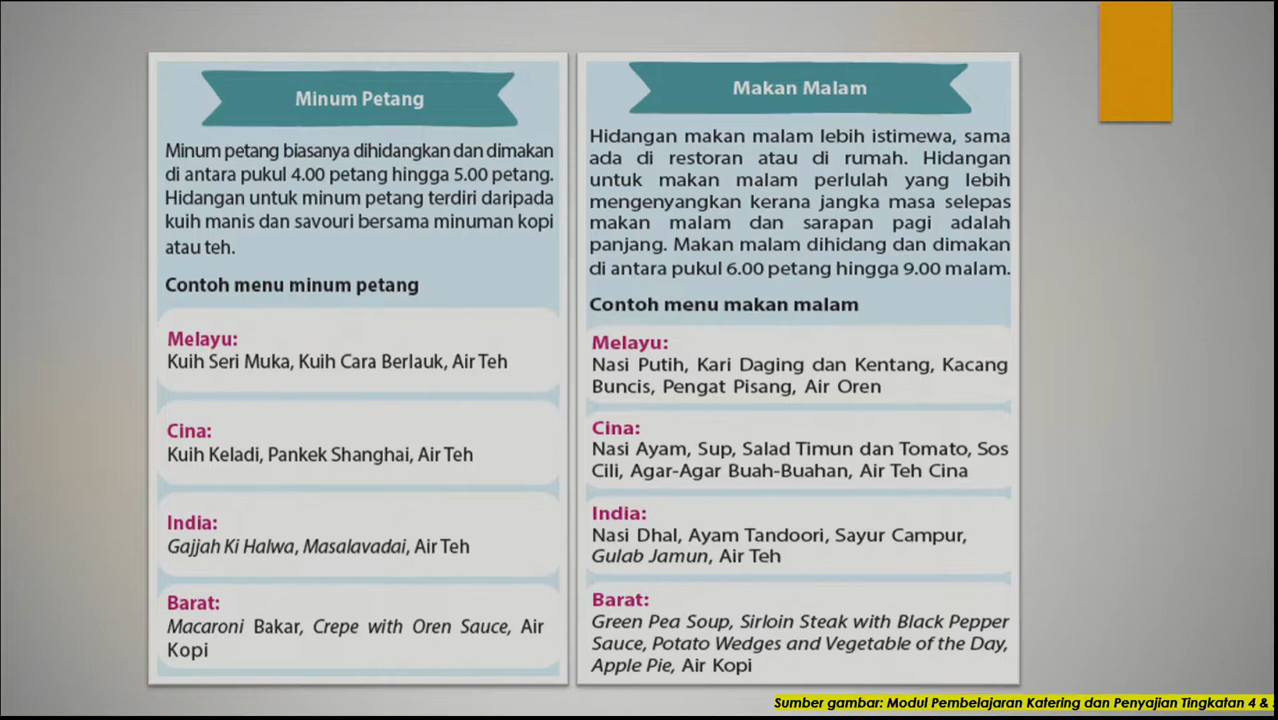 Minum Petang
Minum petang biasanya dihidangkan dan dimakan
di antara pukul 4.00 petang hingga 5.00 petang.
Hidangan untuk minum petang terdiri daripada
kuih manis dan savouri bersama minuman kopi
atau teh.
Contoh menu minum petang
Melayu:
Kuih Seri Muka, Kuih Cara Berlauk, Air Teh
Cina:
Kuih Keladi, Pankek Shanghai, Air Teh
India:
Gajjah Ki Halwa, Masalavadai, Air Teh
Barat:
Macaroni Bakar, Crepe with Oren Sauce, Air
Kopi
Makan Malam
Hidangan makan malam lebih istimewa, sama
ada di restoran atau di rumah. Hidangan
untuk makan malam perlulah yang lebih
mengenyangkan kerana jangka masa selepas
makan malam dan sarapan pagi adalah
panjang. Makan malam dihidang dan dimakan
di antara pukul 6.00 petang hingga 9.00 malam.
Contoh menu makan malam
Melayu:
Nasi Putih, Kari Daging dan Kentang, Kacang
Buncis, Pengat Pisang, Air Oren
Cina:
Nasi Ayam, Sup, Salad Timun dan Tomato, Sos
Cili, Agar-Agar Buah-Buahan, Air Teh Cina
India:
Nasi Dhal, Ayam Tandoori, Sayur Campur,
Gulab Jamun, Air Teh
Barat:
Green Pea Soup, Sirloin Steak with Black Pepper
Sauce, Potato Wedges and Vegetable of the Day,
Apple Pie, Air Kopi
Sumber gambar: Modul Pembelajaran Katering dan Penyajian Tingkatan 4 &